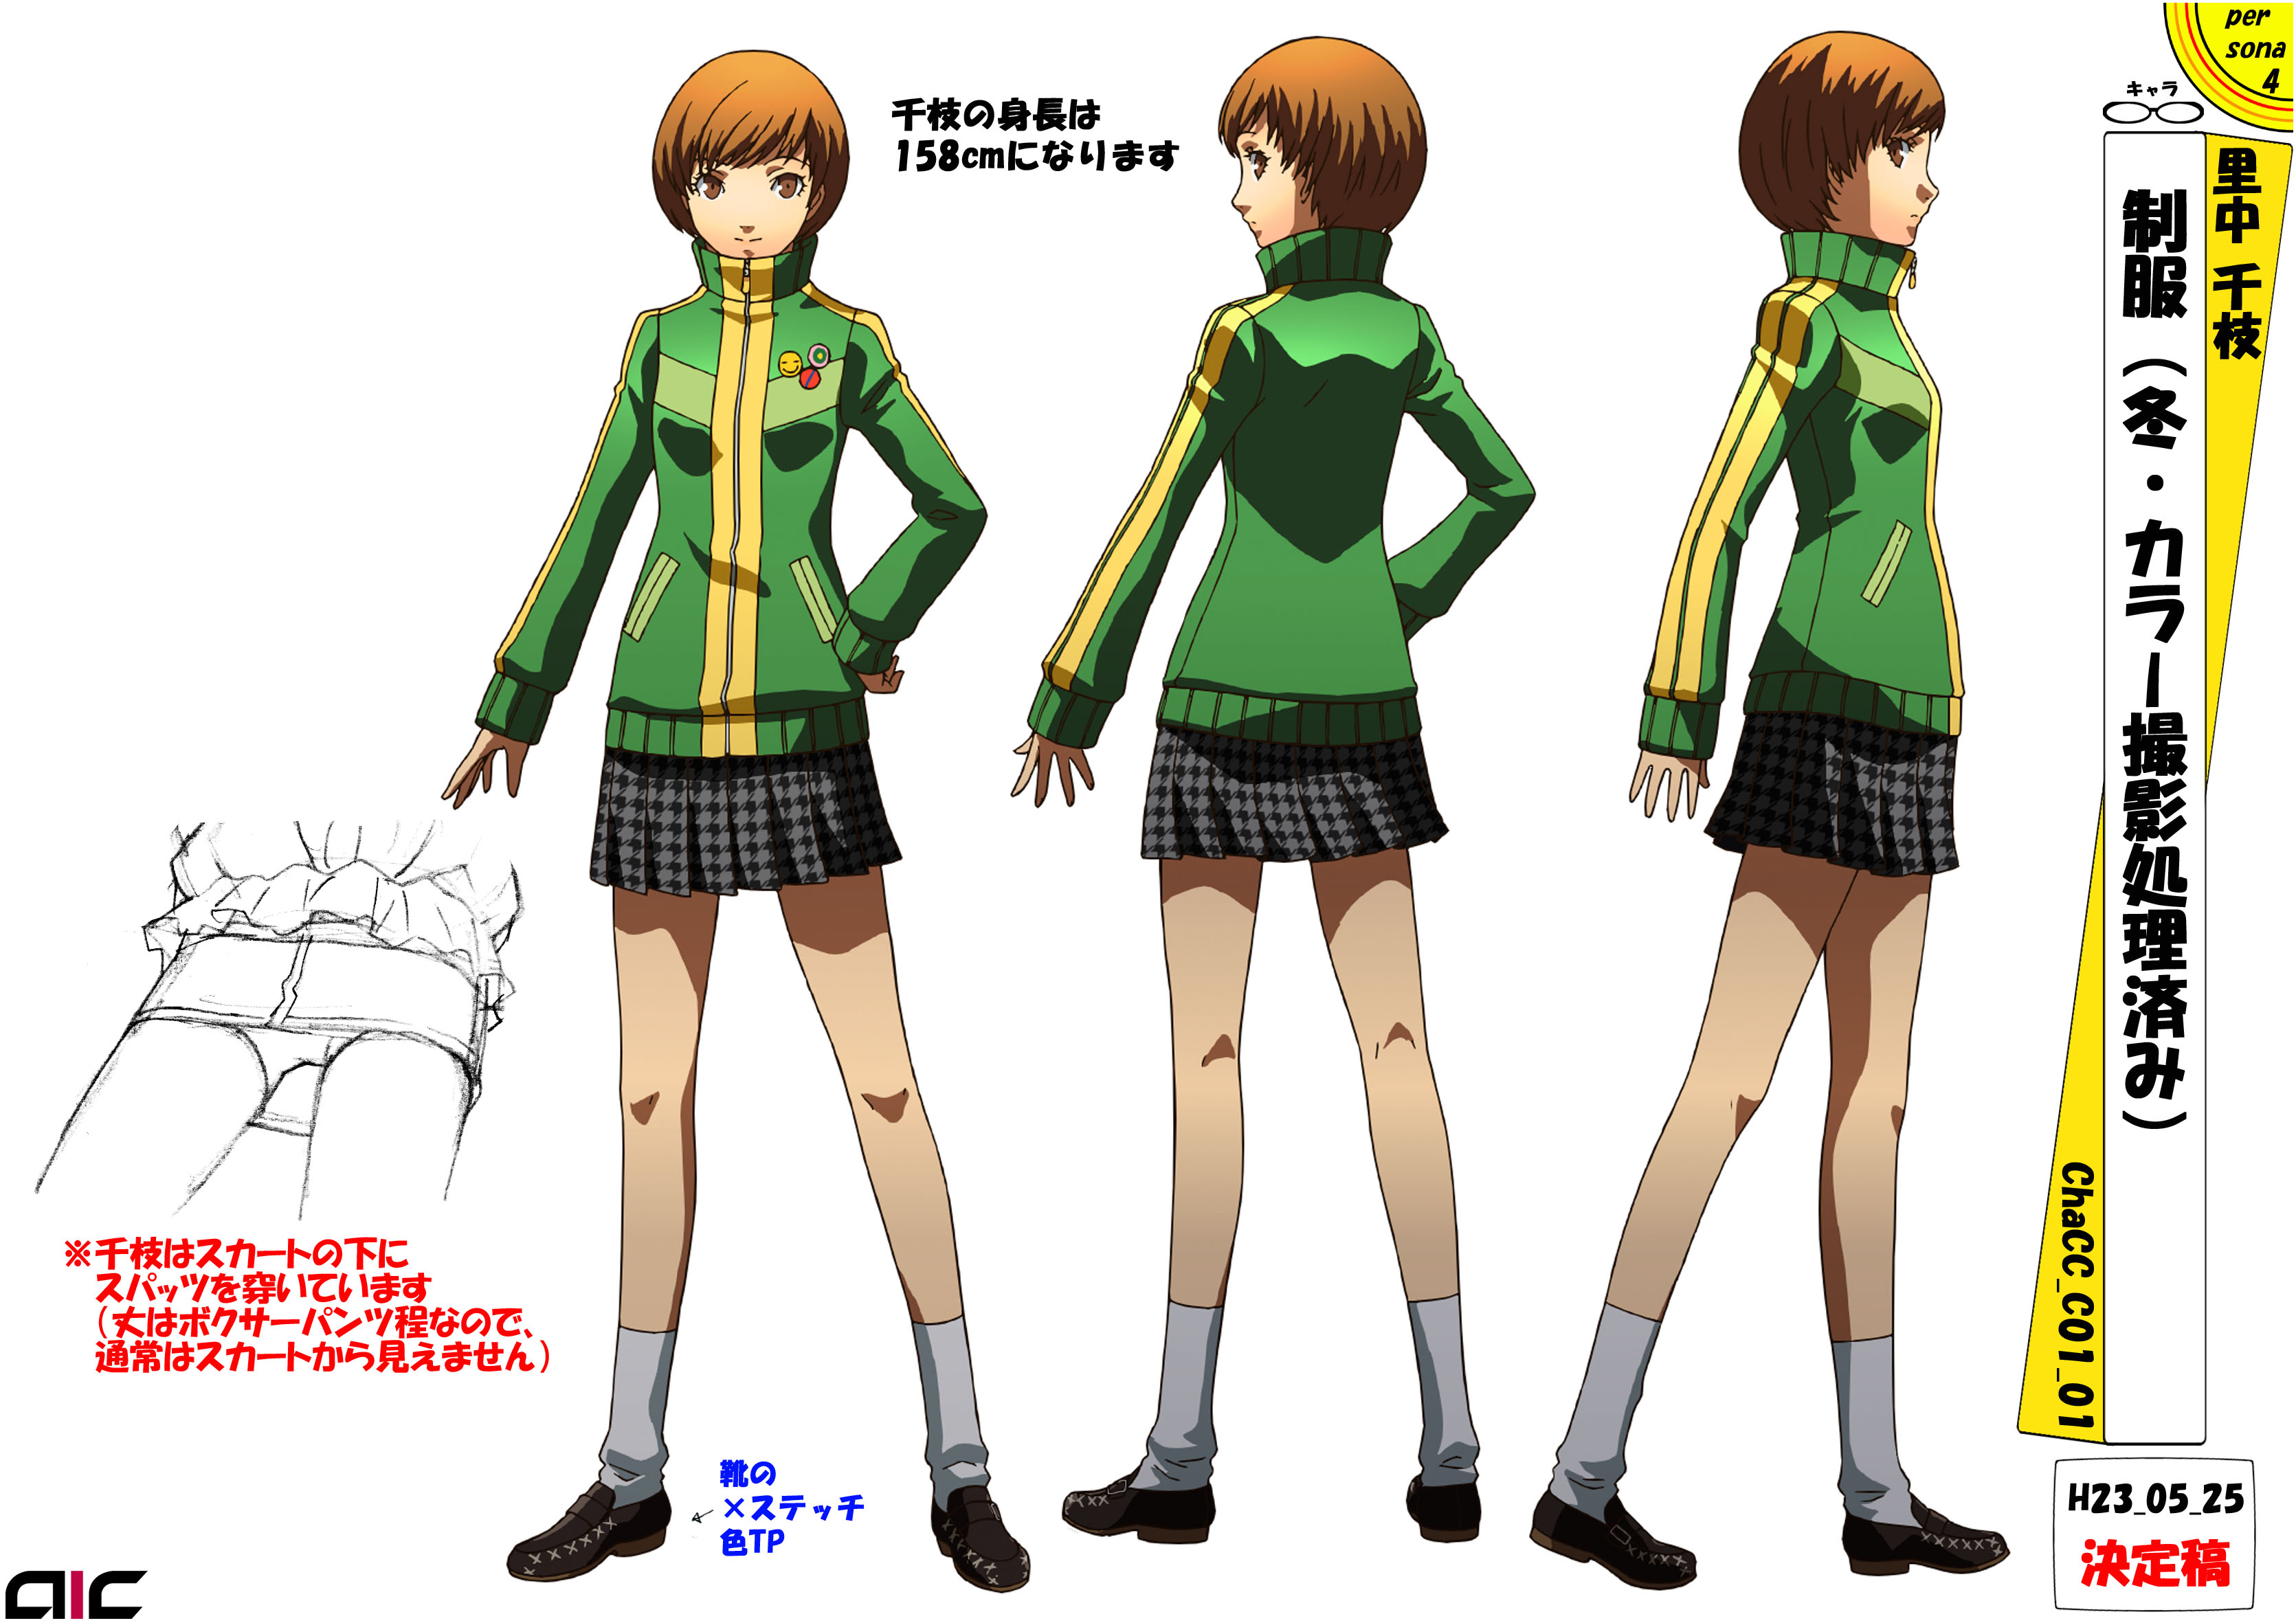 per
sona
4
キャラ
里中 千枝
制服（冬・カラー撮影処理済み）
ChaCC_C01_01
千枝の身長は
158cmになります
※千枝はスカートの下に
スパッツを穿いています
（丈はボクサーパンツ程なので、
通常はスカートから見えません）
靴の
×ステッチ
色TP
H23_05_25
決定稿
aic